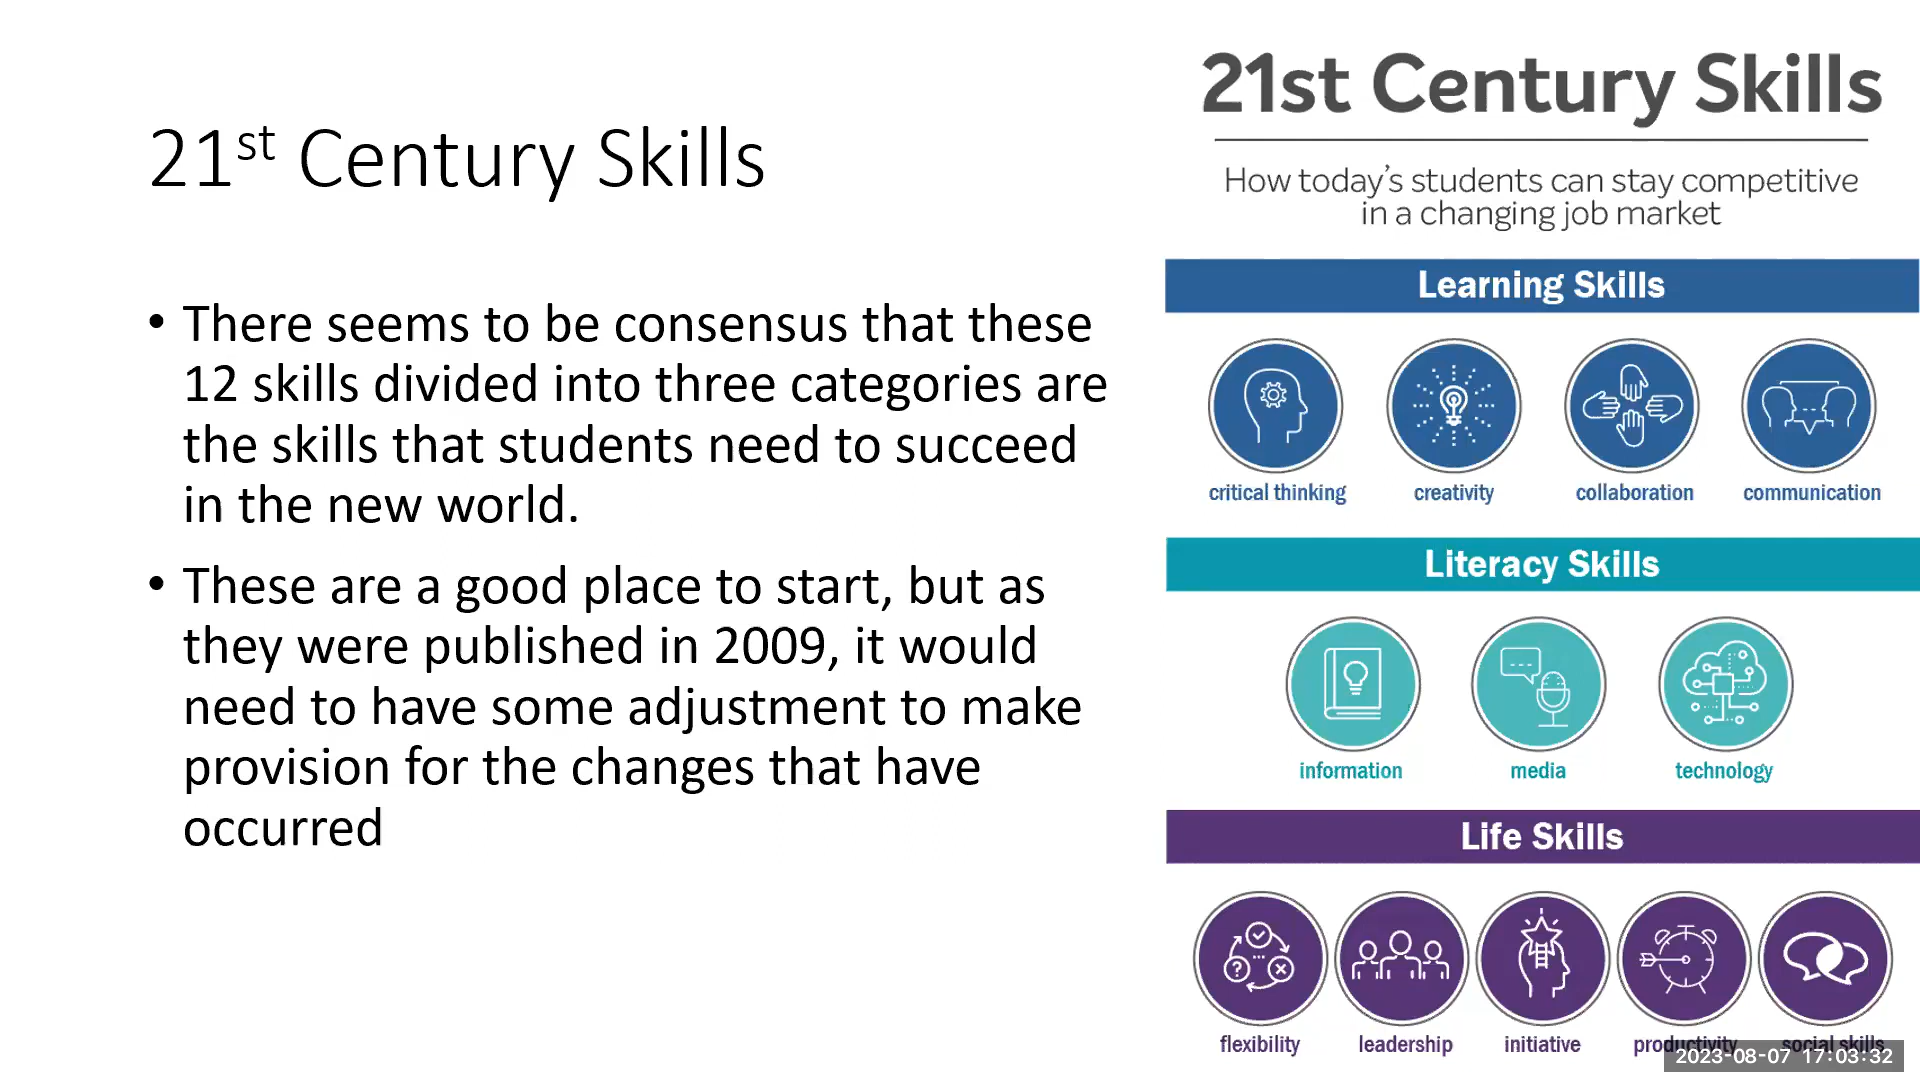 21st Century Skills
• There seems to be consensus that these
12 skills divided into three categories are
the skills that students need to succeed
in the new world.
• These are a good place to start, but as
they were published in 2009, it would
need to have some adjustment to make
provision for the changes that have
occurred
21st Century Skills
How today's students can stay competitive
in a changing job market
Learning Skills
critical thinking
creativity
collaboration
communication
Literacy Skills
information
media
technology
Life Skills
flexibility
leadership
initiative
productivity
social skills
2023-08-07 17:03:32